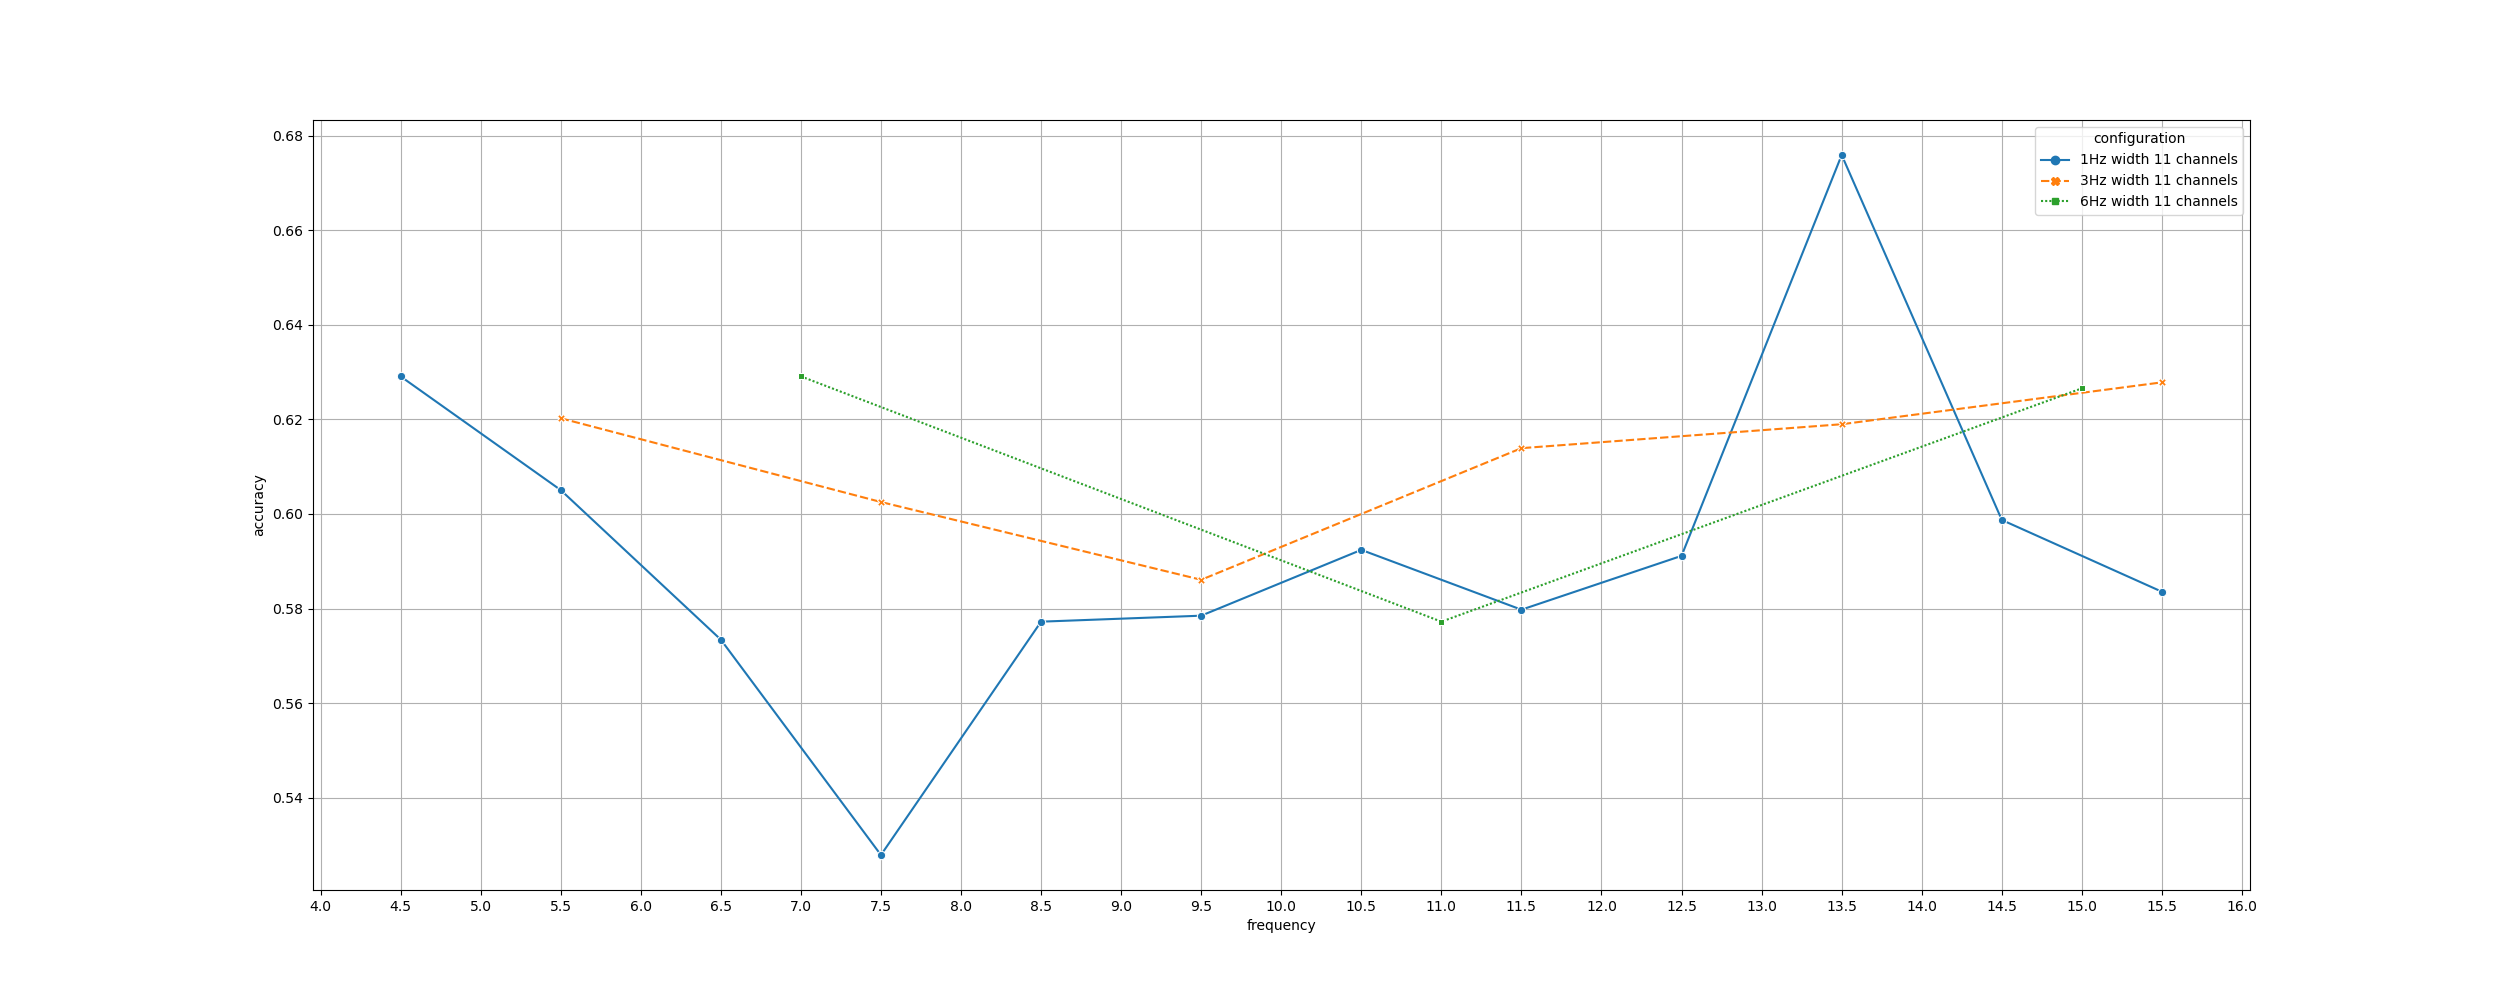 configuration
1Hz width 11 channels
3Hz width 11 channels
6Hz width 11 channels
accuracy
0.68
0.66
0.64
0.62
0.60
0.58
0.56
0.54
4.0 4.5 5.0 5.5 6.0 6.5 7.0 7.5 8.0 8.5 9.0 9.5 10.0 10.5 11.0 11.5 12.0 12.5 13.0 13.5 14.0 14.5 15.0 15.5 16.0
frequency